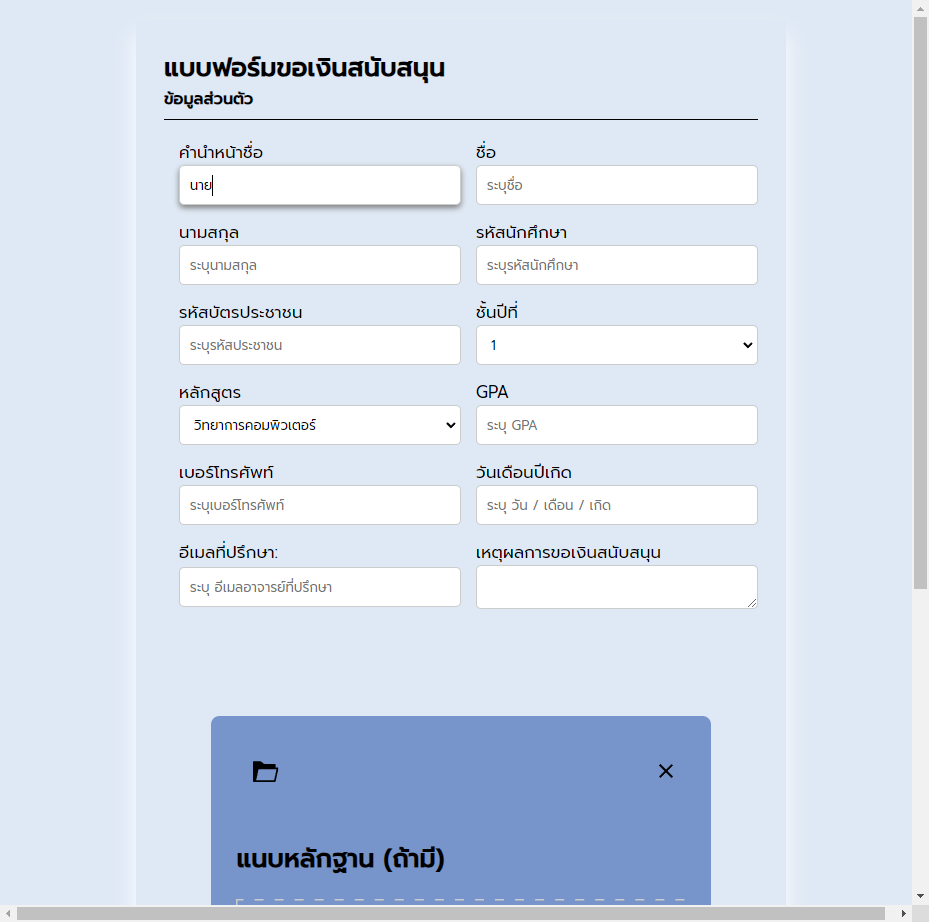 แบบฟอร์มขอเงินสนับสนุน
ข้อมูลส่วนตัว
คำนำหน้าชื่อ
นาย
ชื่อ
ระบุชื่อ
นามสกุล
ระบุนามสกุล
รหัสนักศึกษา
ระบุรหัสนักศึกษา
รหัสบัตรประชาชน
ระบุรหัสประชาชน
ชั้นปีที่
1
หลักสูตร
วิทยาการคอมพิวเตอร์
GPA
ระบุ GPA
เบอร์โทรศัพท์
ระบุเบอร์โทรศัพท์
วันเดือนปีเกิด
ระบุ วัน / เดือน / เกิด
อีเมลที่ปรึกษา:
ระบุ อีเมลอาจารย์ที่ปรึกษา
เหตุผลการขอเงินสนับสนุน
แนบหลักฐาน (ถ้ามี)